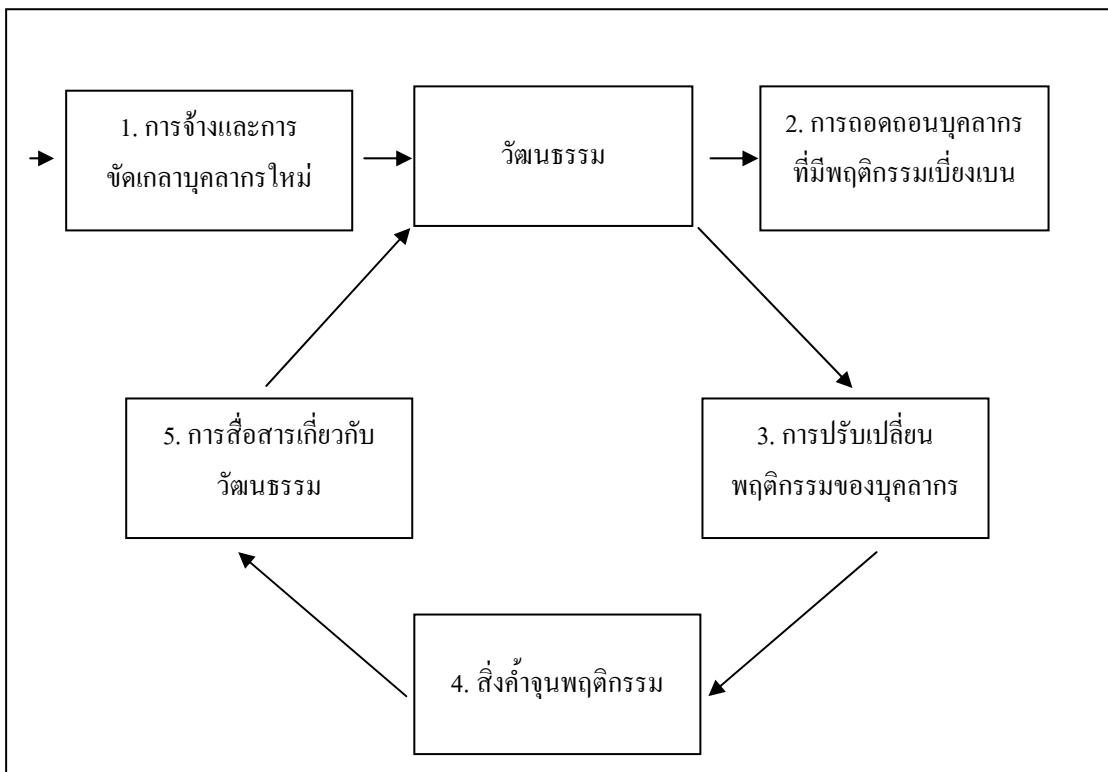 1. การจ้างและการ
ขัดเกลาบุคลากรใหม่
วัฒนธรรม
2. การถอดถอนบุคลากร
ที่มีพฤติกรรมเบี่ยงเบน
5. การสื่อสารเกี่ยวกับ
วัฒนธรรม
3. การปรับเปลี่ยน
พฤติกรรมของบุคลากร
4. สิ่งค้ำจุนพฤติกรรม